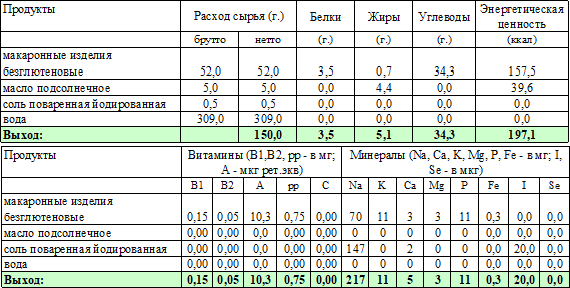 Продукты Расход сырья (г.) Белки Жиры Углеводы Энергетическая ценность
брутто нетто (г.) (г.) (г.) (ккал)
макаронные изделия
безглютеновые 52,0 52,0 3,5 0,7 34,3 157,5
масло подсолнечное 5,0 5,0 0,0 4,4 0,0 39,6
соль поваренная йодированная 0,5 0,5 0,0 0,0 0,0 0,0
вода 309,0 309,0 0,0 0,0 0,0 0,0
Выход: 150,0 3,5 5,1 34,3 197,1
Продукты Витамины (B1,B2, pp - в мг; А - мкг рет.экв) Минералы (Na, Ca, K, Mg, P, Fe - в мг; I, Se - в мкг)
B1 B2 A pp C Na K Ca Mg P Fe I Se
макаронные изделия
безглютеновые 0,15 0,05 10,3 0,75 0,00 70 11 3 3 11 0,3 0,0 0,0
масло подсолнечное 0,00 0,00 0,0 0,00 0,00 0 0 0 0 0 0,0 0,0 0,0
соль поваренная йодированная 0,00 0,00 0,0 0,00 0,00 147 0 2 0 0 0,0 20,0 0,0
вода 0,00 0,00 0,0 0,00 0,00 0 0 0 0 0 0,0 0,0 0,0
Выход: 0,15 0,05 10,3 0,75 0,00 217 11 5 3 11 0,3 20,0 0,0